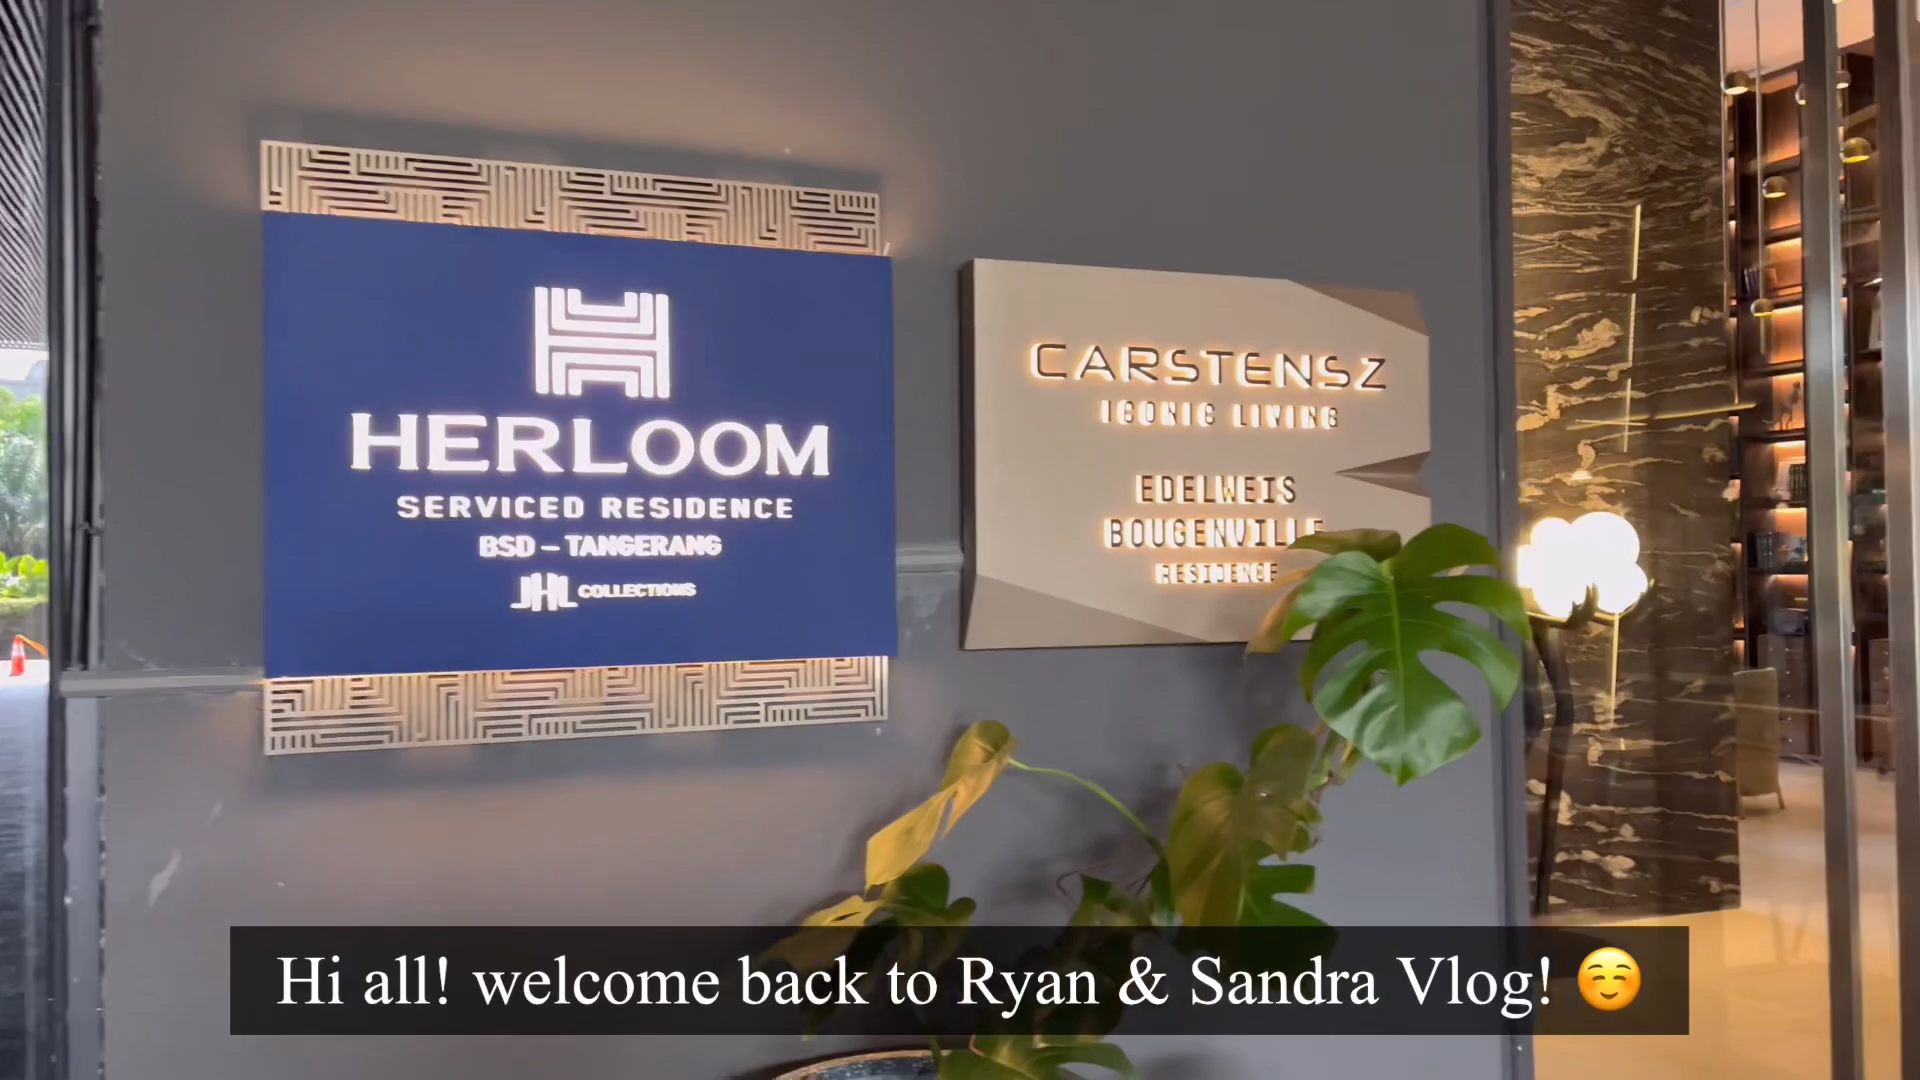 HERLOOM
SERVICED RESIDENCE
BSD – TANGERANG
JHL COLLECTIONS
CARSTENSZ
ICONIC LIVING
EDELWEIS
BOUGENVILLE
RESIDENCE
Hi all! welcome back to Ryan & Sandra Vlog! ☺️